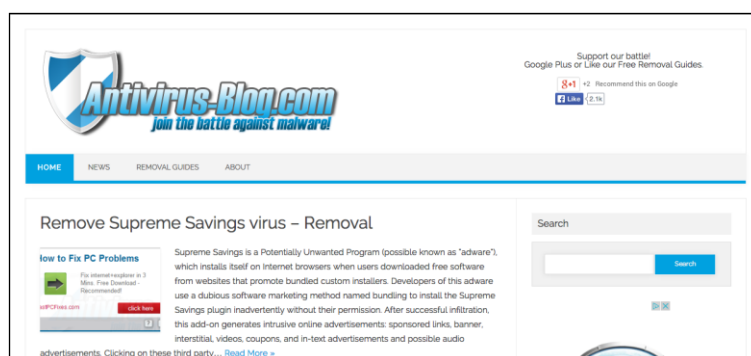 Support our battle!
Google Plus or Like our Free Removal Guides.
+2 Recommend this on Google
Like 2.1k
Antivirus-Blog.com
join the battle against malware!
HOME NEWS REMOVAL GUIDES ABOUT
Remove Supreme Savings virus – Removal
How to Fix PC Problems
Fix internet+explorer in 3
Mins. Free Download -
Recommended!
click here
Supreme Savings is a Potentially Unwanted Program (possible known as "adware"),
which installs itself on Internet browsers when users downloaded free software
from websites that promote bundled custom installers. Developers of this adware
use a dubious software marketing method named bundling to install the Supreme
Savings plugin inadvertently without their permission. After successful infiltration,
this add-on generates intrusive online advertisements: sponsored links, banner,
interstitial, videos, coupons, and in-text advertisements and possible audio
advertisements. Clicking on these third party... Read More »
Search
Search